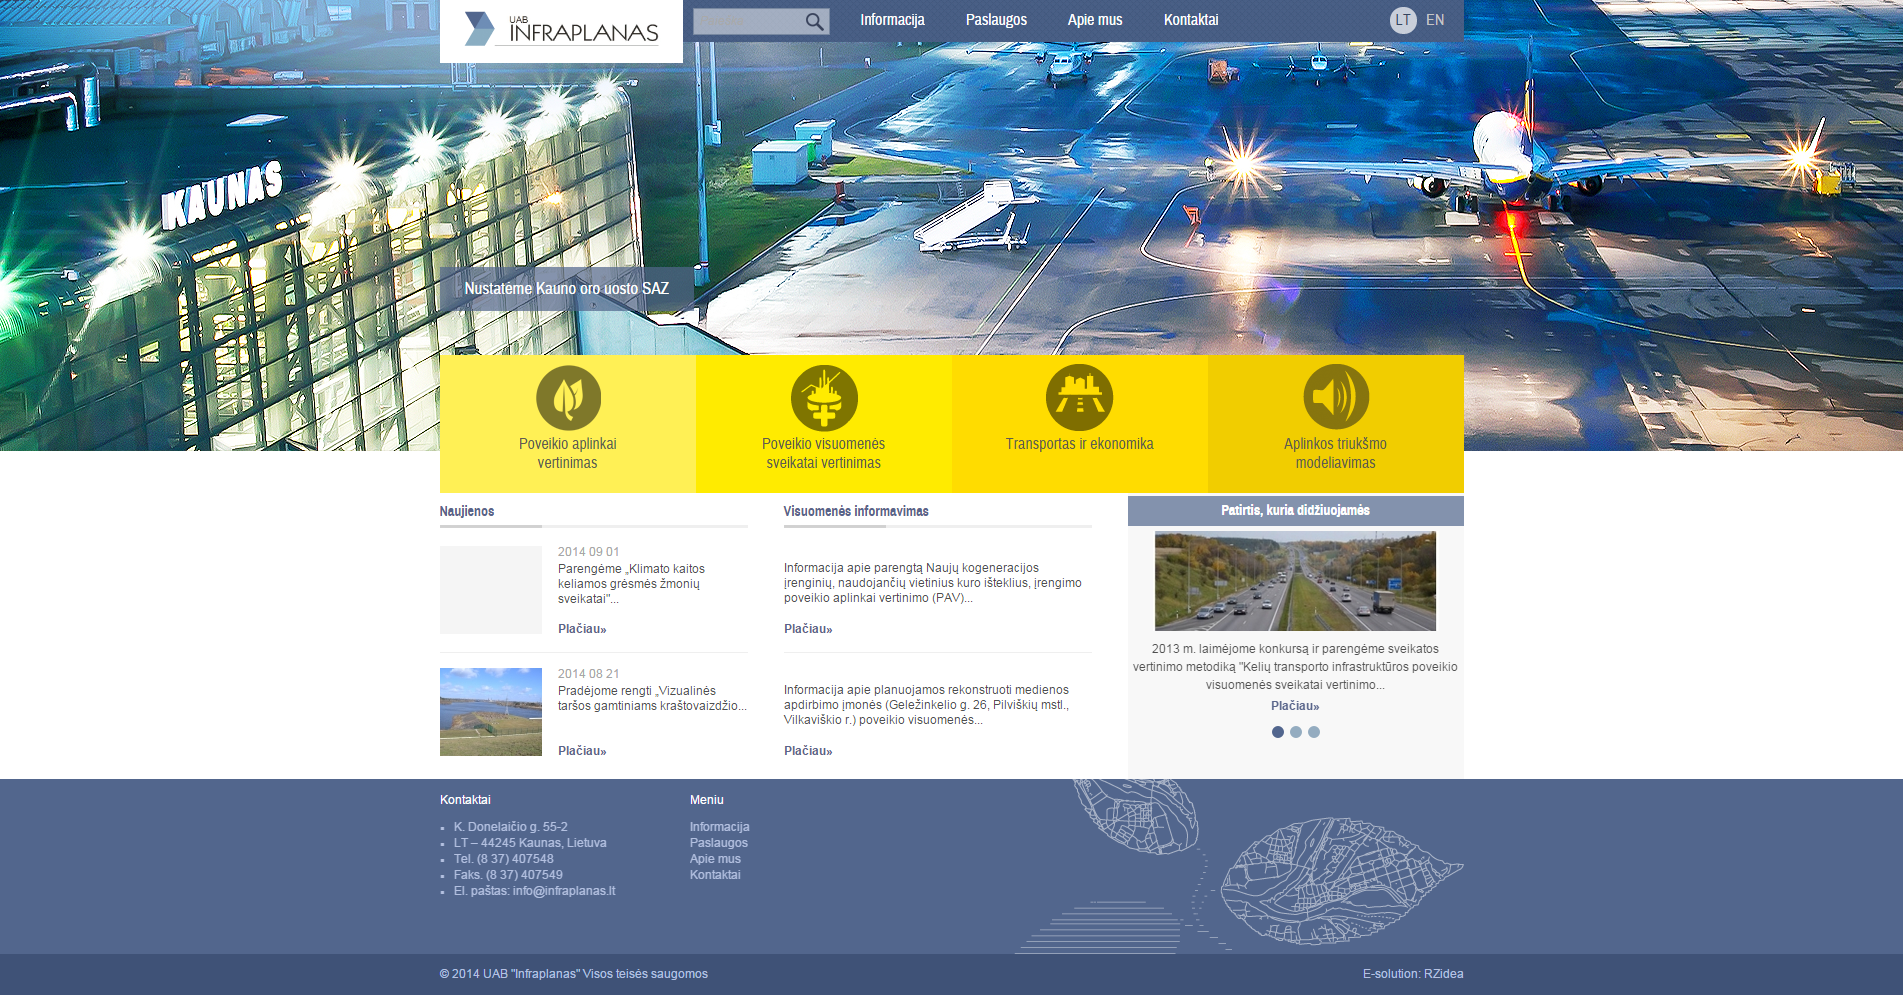 UAB
INFRAPLANAS
Informacija
Paslaugos
Apie mus
Kontaktai
LT
EN
KAUNAS
Nustatėme Kauno oro uosto SAZ
Poveikio aplinkai
vertinimas
Poveikio visuomenės
sveikatai vertinimas
Transportas ir ekonomika
Aplinkos triukšmo
modeliavimas
Naujienos
2014 09 01
Parengėme „Klimato kaitos
keliamos grėsmės žmonių
sveikatai"...
Plačiau»
2014 08 21
Pradėjome rengti „Vizualinės
taršos gamtiniams kraštovaizdžio...
Plačiau»
Visuomenės informavimas
Informacija apie parengtą Naujų kogeneracijos
įrenginių, naudojančių vietinius kuro išteklius, įrengimo
poveikio aplinkai vertinimo (PAV)...
Plačiau»
Informacija apie planuojamos rekonstruoti medienos
apdirbimo įmonės (Geležinkelio g. 26, Pilviškių mstl.,
Vilkaviškio r.) poveikio visuomenės...
Plačiau»
Patirtis, kuria didžiuojamės
2013 m. laimėjome konkursą ir parengėme sveikatos
vertinimo metodiką "Kelių transporto infrastruktūros poveikio
visuomenės sveikatai vertinimo...
Plačiau»
Kontaktai
K. Donelaičio g. 55-2
LT – 44245 Kaunas, Lietuva
Tel. (8 37) 407548
Faks. (8 37) 407549
El. paštas: info@infraplanas.lt
Meniu
Informacija
Paslaugos
Apie mus
Kontaktai
© 2014 UAB "Infraplanas" Visos teisės saugomos
E-solution: RZidea